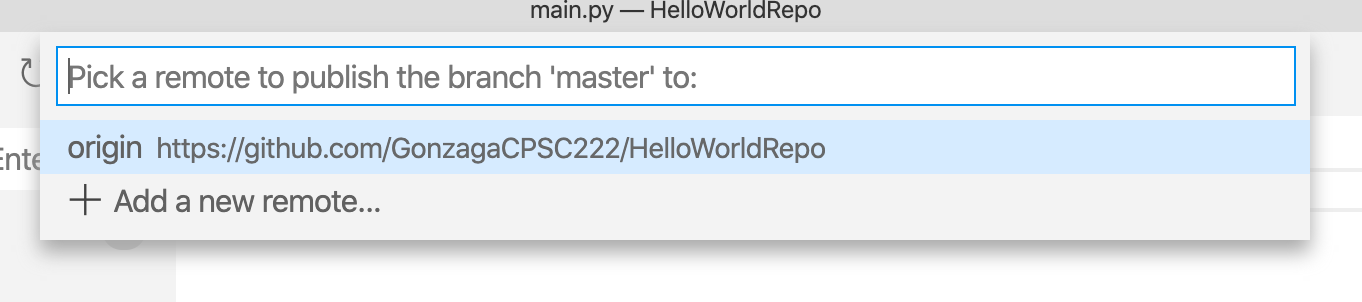 main.py — HelloWorldRepo
Pick a remote to publish the branch 'master' to:
origin https://github.com/GonzagaCPSC222/HelloWorldRepo
Ente
+ Add a new remote...